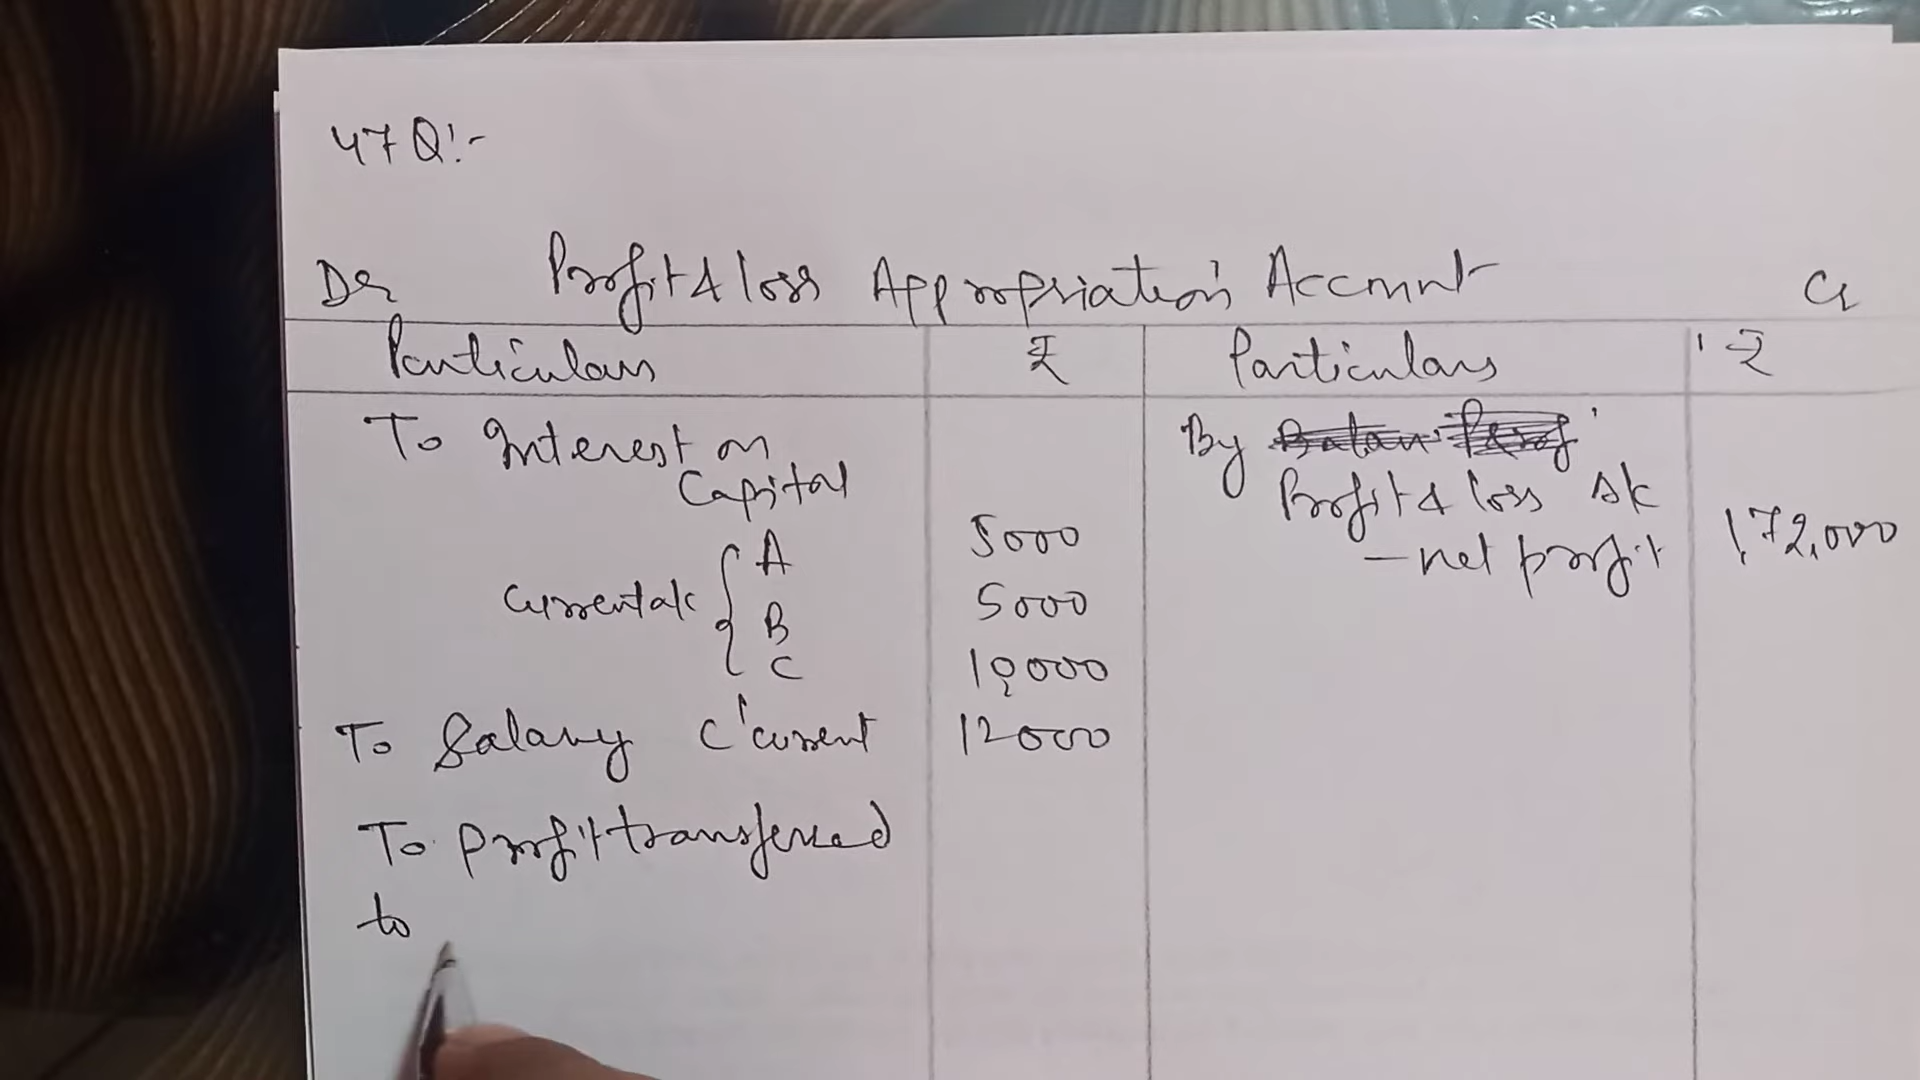 47 Q:-
Dr Profit & loss Appropriation Account Cr
Particulars ₹ Particulars ₹
To Interest on
Capital
Current a/c { A 5000
B 5000
C 10,000
To Salary C's current 12000
To profit transferred
to
By
Profit & loss A/c
- net profit 1,72,000